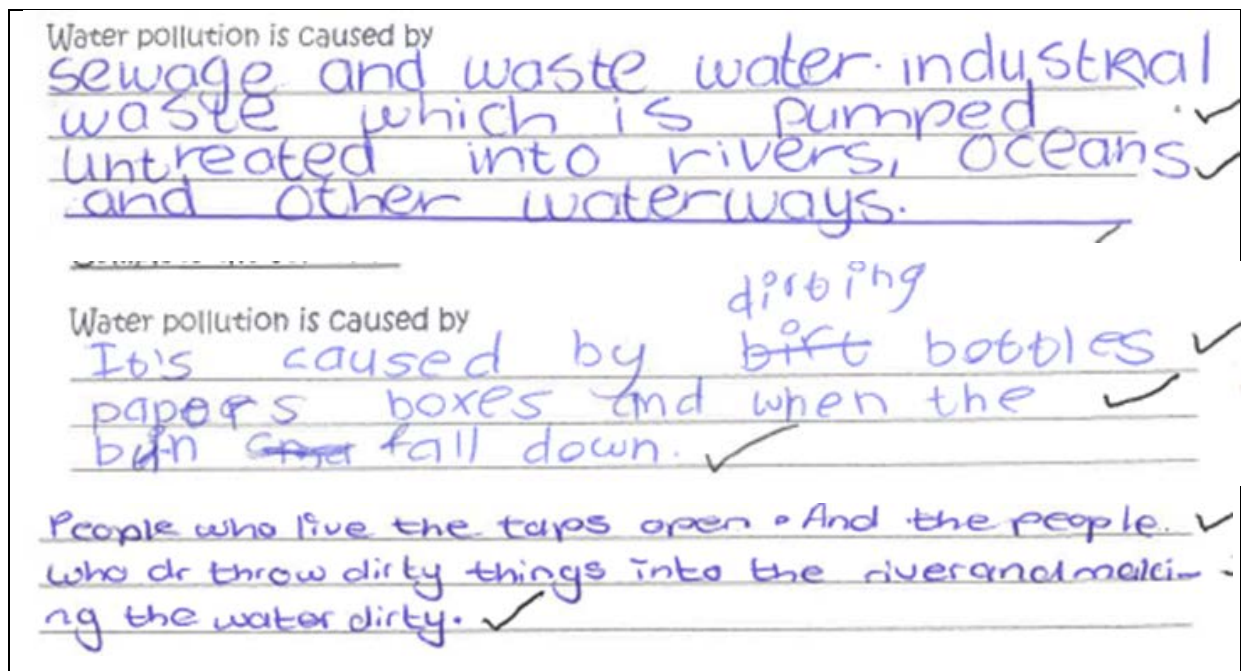 Water pollution is caused by
sewage and waste water. industrial
waste which is pumped
untreated into rivers, oceans
and other waterways.
Water pollution is caused by
dirting
It's caused by bift bottles
papers boxes and when the
bin fall down.
People who live the taps open. And the people
who dr throw dirty things into the river and maki-
ng the water dirty.